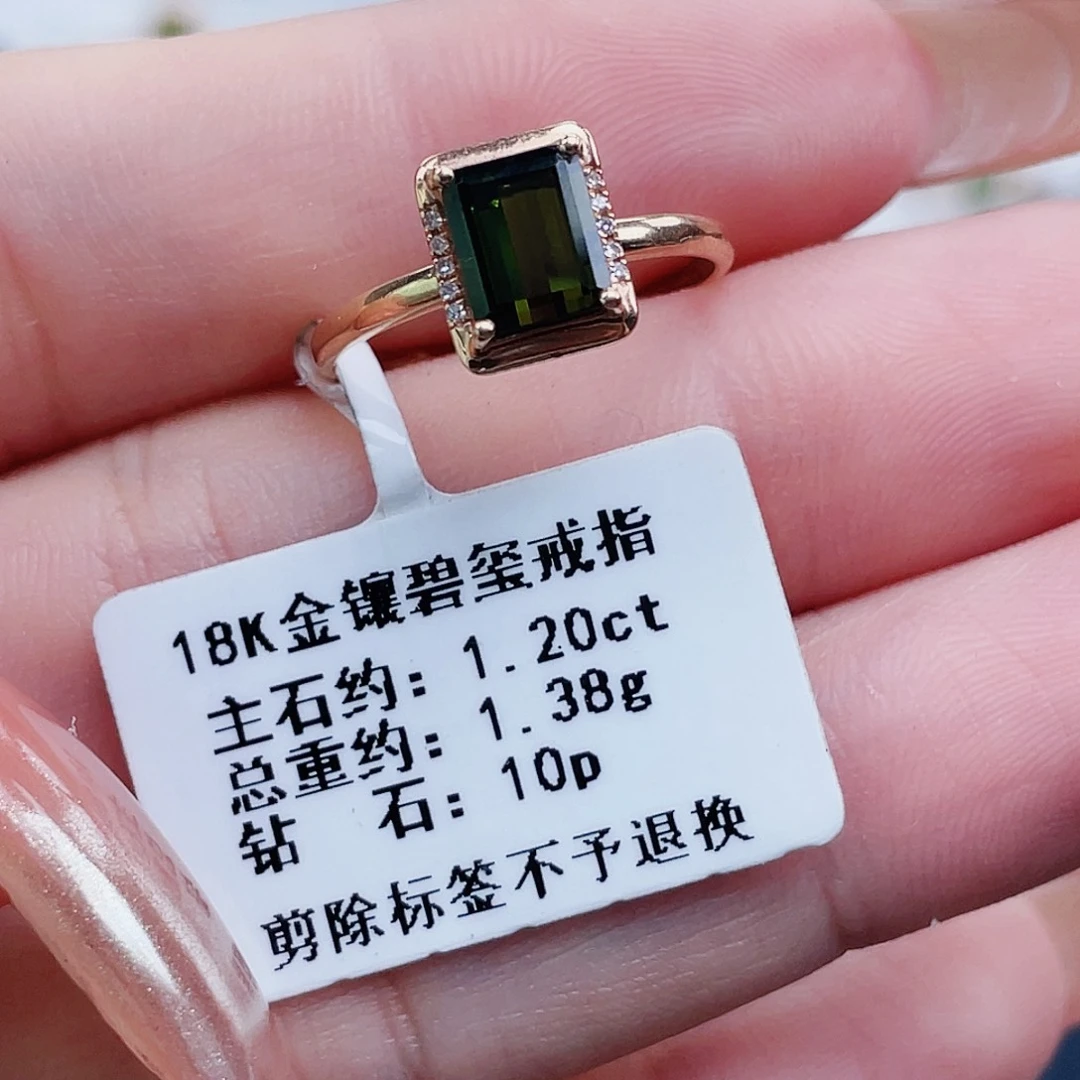 18K金镶碧玺戒指
主石约：1.20ct
总重约：1.38g
钻 石：10p
剪除标签不予退换